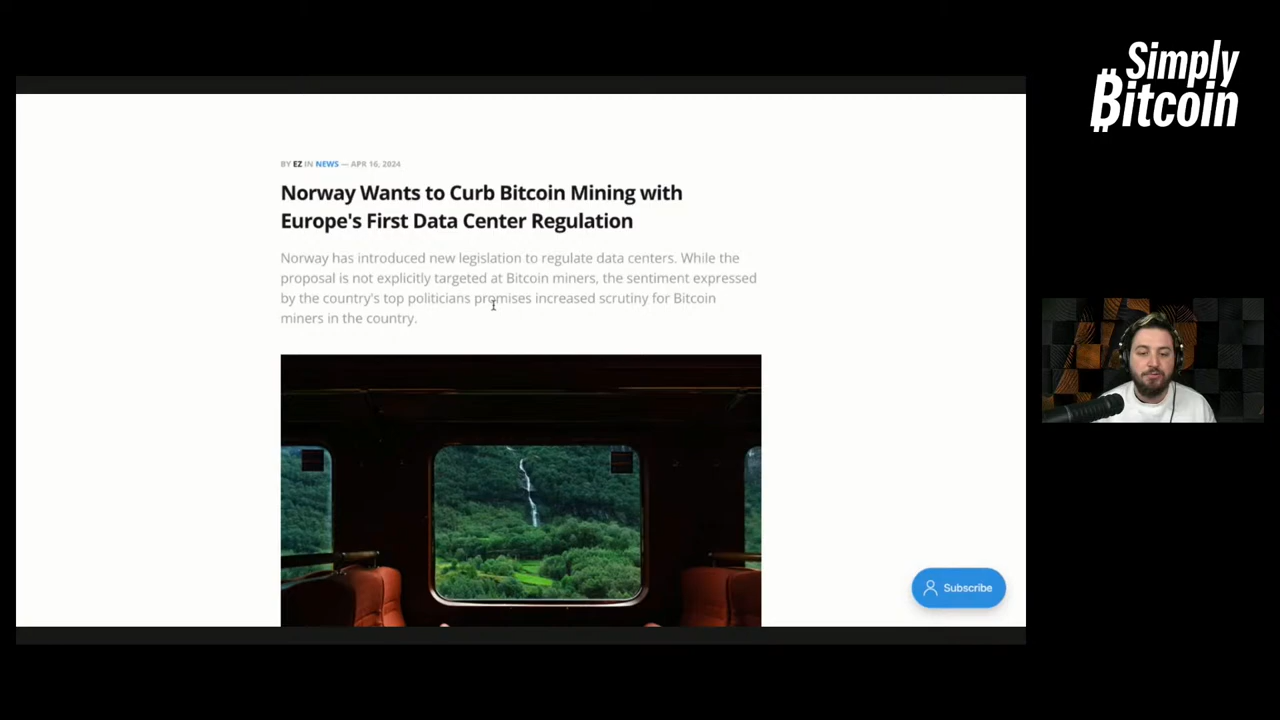 Simply
Bitcoin
BY EZ IN NEWS — APR 16, 2024
Norway Wants to Curb Bitcoin Mining with
Europe's First Data Center Regulation
Norway has introduced new legislation to regulate data centers. While the
proposal is not explicitly targeted at Bitcoin miners, the sentiment expressed
by the country's top politicians promises increased scrutiny for Bitcoin
miners in the country.
Subscribe